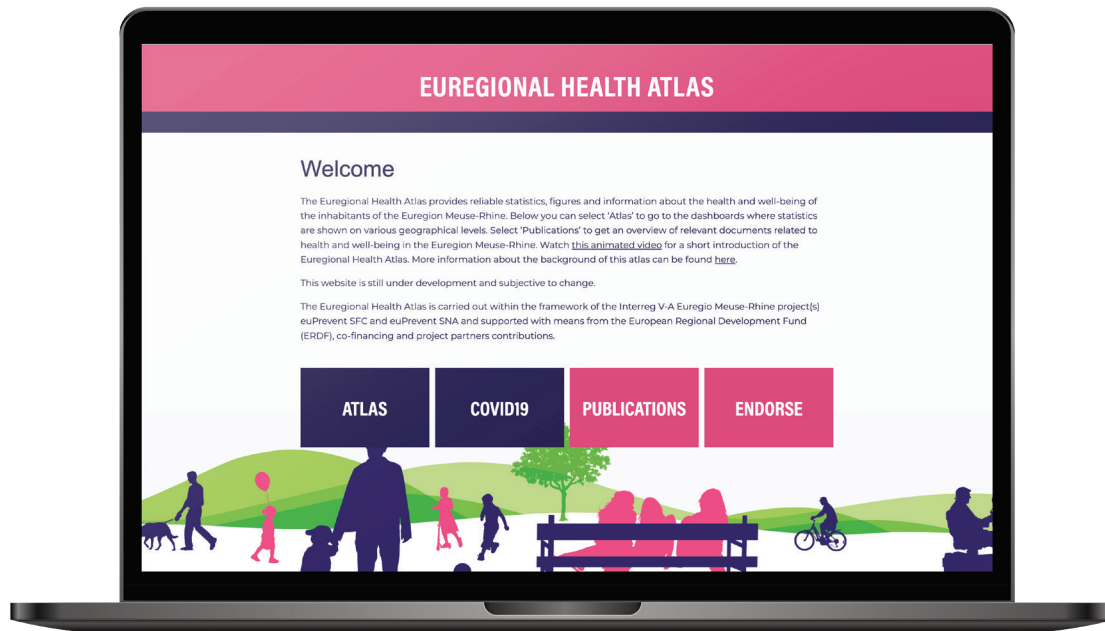 EUREGIONAL HEALTH ATLAS
Welcome
The Euregional Health Atlas provides reliable statistics, figures and information about the health and well-being of
the inhabitants of the Euregion Meuse-Rhine. Below you can select ‘Atlas’ to go to the dashboards where statistics
are shown on various geographical levels. Select ‘Publications’ to get an overview of relevant documents related to
health and well-being in the Euregion Meuse-Rhine. Watch this animated video for a short introduction of the
Euregional Health Atlas. More information about the background of this atlas can be found here.
This website is still under development and subjective to change.
The Euregional Health Atlas is carried out within the framework of the Interreg V-A Euregio Meuse-Rhine project(s)
euPrevent SFC and euPrevent SNA and supported with means from the European Regional Development Fund
(ERDF), co-financing and project partners contributions.
ATLAS COVID19 PUBLICATIONS ENDORSE